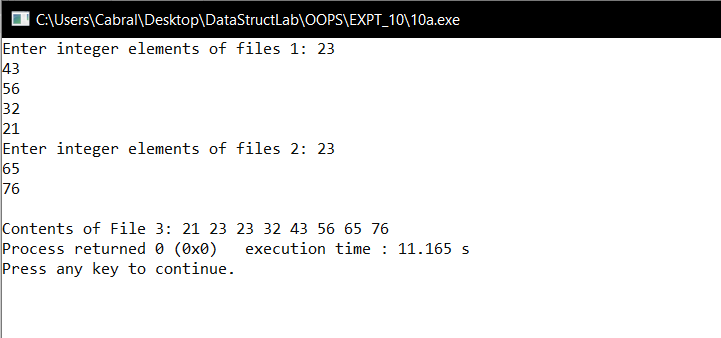 C:\Users\Cabral\Desktop\DataStructLab\OOPS\EXPT_10\10a.exe
Enter integer elements of files 1: 23
43
56
32
21
Enter integer elements of files 2: 23
65
76
Contents of File 3: 21 23 23 32 43 56 65 76
Process returned 0 (0x0)   execution time : 11.165 s
Press any key to continue.